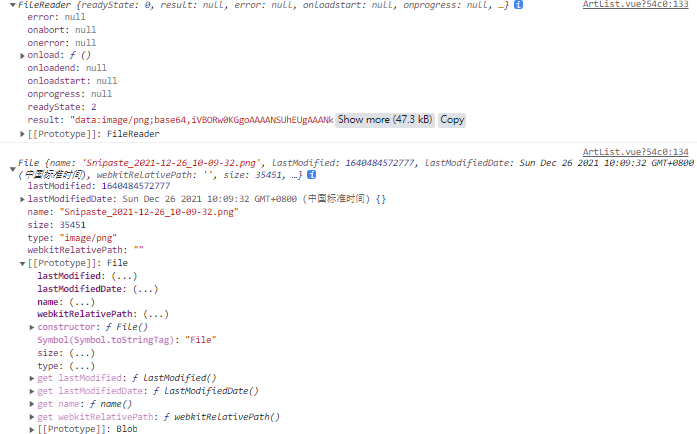 FileReader {readyState: 0, result: null, error: null, onloadstart: null, onprogress: null, …} i ArtList.vue?54c0:133
error: null
onabort: null
onerror: null
onload: ƒ ()
onloadend: null
onloadstart: null
onprogress: null
readyState: 2
result: "data:image/png;base64,iVBORw0KGgoAAAANSUhEUgAAANk Show more (47.3 kB) Copy
[[Prototype]]: FileReader
ArtList.vue?54c0:134
File {name: 'Snipaste_2021-12-26_10-09-32.png', lastModified: 1640484572777, lastModifiedDate: Sun Dec 26 2021 10:09:32 GMT+0800
(中国标准时间), webkitRelativePath: '', size: 35451, …} i
lastModified: 1640484572777
lastModifiedDate: Sun Dec 26 2021 10:09:32 GMT+0800 (中国标准时间) {}
name: "Snipaste_2021-12-26_10-09-32.png"
size: 35451
type: "image/png"
webkitRelativePath: ""
[[Prototype]]: File
lastModified: (...)
lastModifiedDate: (...)
name: (...)
webkitRelativePath: (...)
constructor: ƒ File()
Symbol(Symbol.toStringTag): "File"
size: (...)
type: (...)
get lastModified: ƒ lastModified()
get lastModifiedDate: ƒ lastModifiedDate()
get name: ƒ name()
get webkitRelativePath: ƒ webkitRelativePath()
[[Prototype]]: Blob